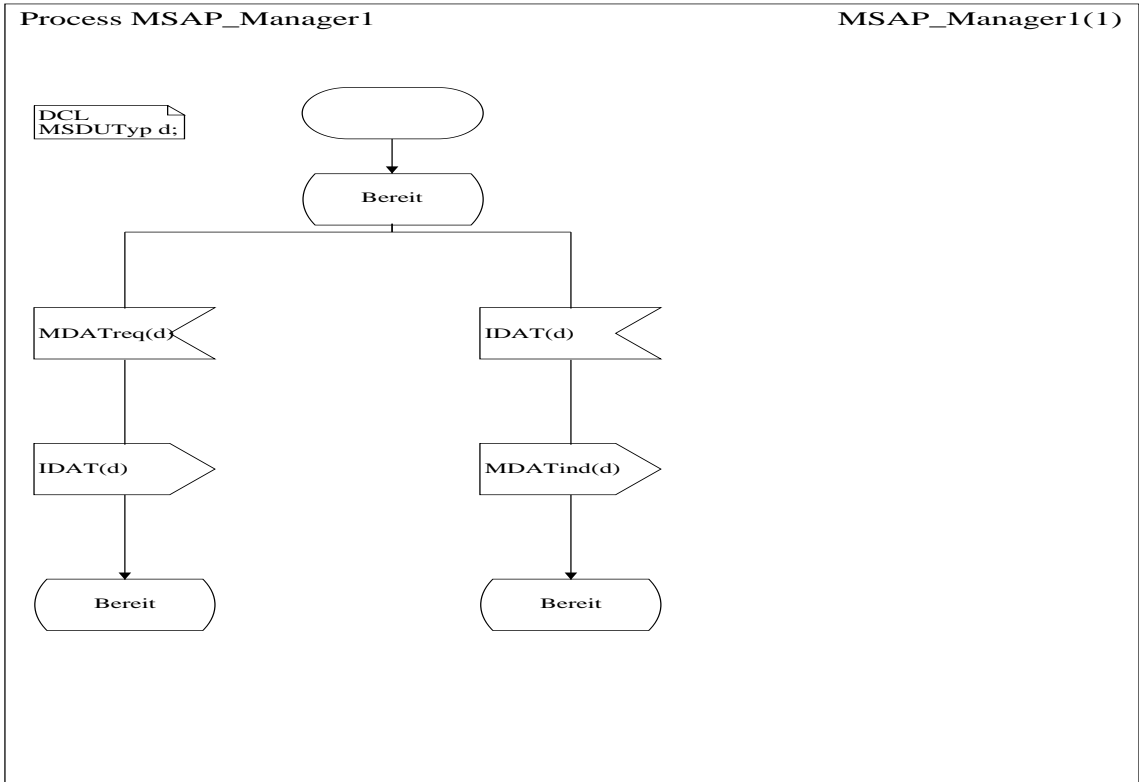 Process MSAP_Manager1
MSAP_Manager1(1)
DCL
MSDUTyp d;
Bereit
MDATreq(d)
IDAT(d)
IDAT(d)
MDATind(d)
Bereit
Bereit